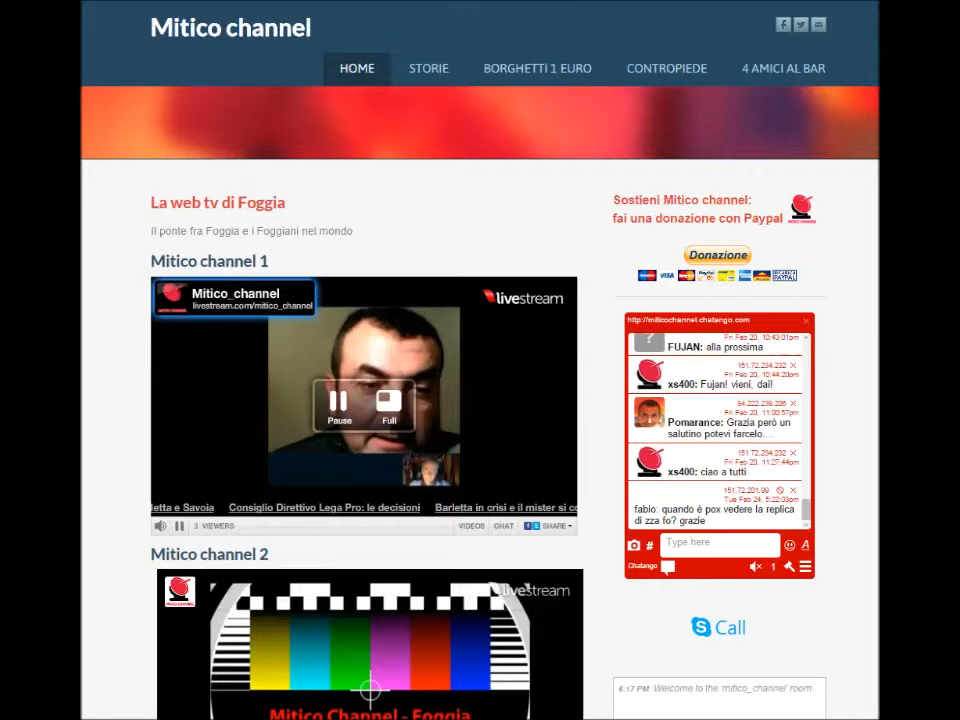 Mitico channel
HOME
STORIE
BORGHETTI 1 EURO
CONTROPIEDE
4 AMICI AL BAR
La web tv di Foggia
Il ponte fra Foggia e i Foggiani nel mondo
Mitico channel 1
Mitico_channel
livestream.com/mitico_channel
livestream
Pause
Full
letta e Savoia Consiglio Direttivo Lega Pro: le decisioni Barletta in crisi e il mister si co
3 VIEWERS
VIDEOS
CHAT
SHARE
Mitico channel 2
livestream
Mitico Channel - Foggia
Sostieni Mitico channel:
fai una donazione con Paypal
Donazione
VISA
http://miticochannel.chatango.com
Fri Feb 20, 10:43:01pm
FUJAN: alla prossima
151.72.234.232
Fri Feb 20, 10:44:20pm
xs400: Fujan! vieni, dai!
84.222.238.206
Fri Feb 20, 11:00:57pm
Pomarance: Grazia però un
salutino potevi farcelo....
151.72.234.232
Fri Feb 20, 11:27:44pm
xs400: ciao a tutti
151.72.201.99
Tue Feb 24, 5:22:03pm
fabio: quando è pox vedere la replica
di zza fo? grazie
Type here
Chatango
1
Call
6:17 PM Welcome to the 'mitico_channel' room